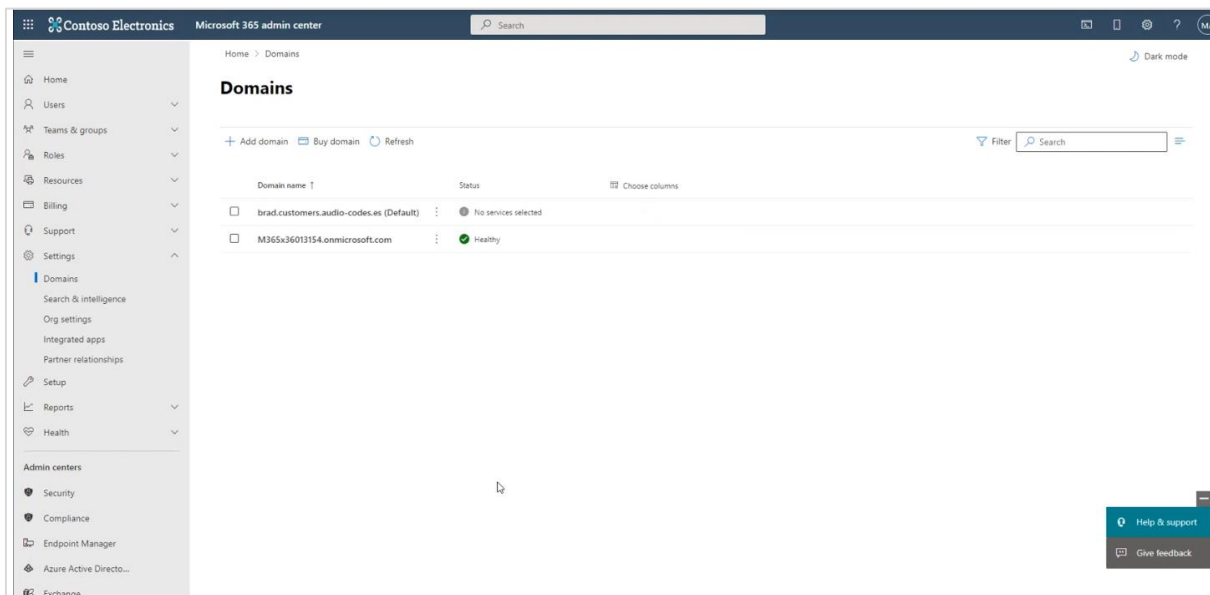 Contoso Electronics Microsoft 365 admin center Search
Home > Domains Dark mode
Domains
+ Add domain Buy domain Refresh Filter Search
Domain name ↑ Status Choose columns
brad.customers.audio-codes.es (Default) No services selected
M365x36013154.onmicrosoft.com Healthy
Home
Users
Teams & groups
Roles
Resources
Billing
Support
Settings
Domains
Search & intelligence
Org settings
Integrated apps
Partner relationships
Setup
Reports
Health
Admin centers
Security
Compliance
Endpoint Manager
Azure Active Directo...
Exchange
Help & support
Give feedback